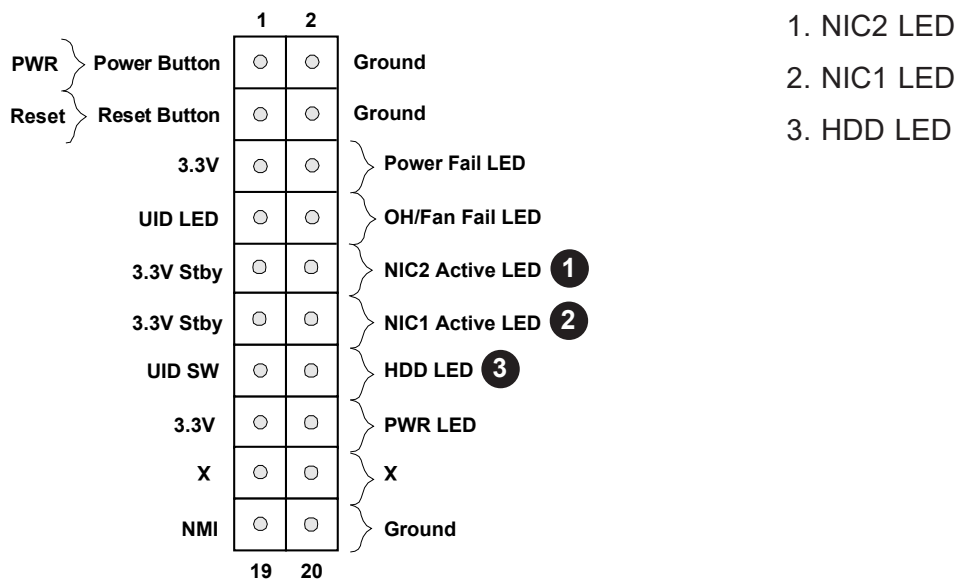 1 2
PWR Power Button Ground
Reset Reset Button Ground
3.3V Power Fail LED
UID LED OH/Fan Fail LED
3.3V Stby NIC2 Active LED 1
3.3V Stby NIC1 Active LED 2
UID SW HDD LED 3
3.3V PWR LED
X X
NMI Ground
19 20
1. NIC2 LED
2. NIC1 LED
3. HDD LED